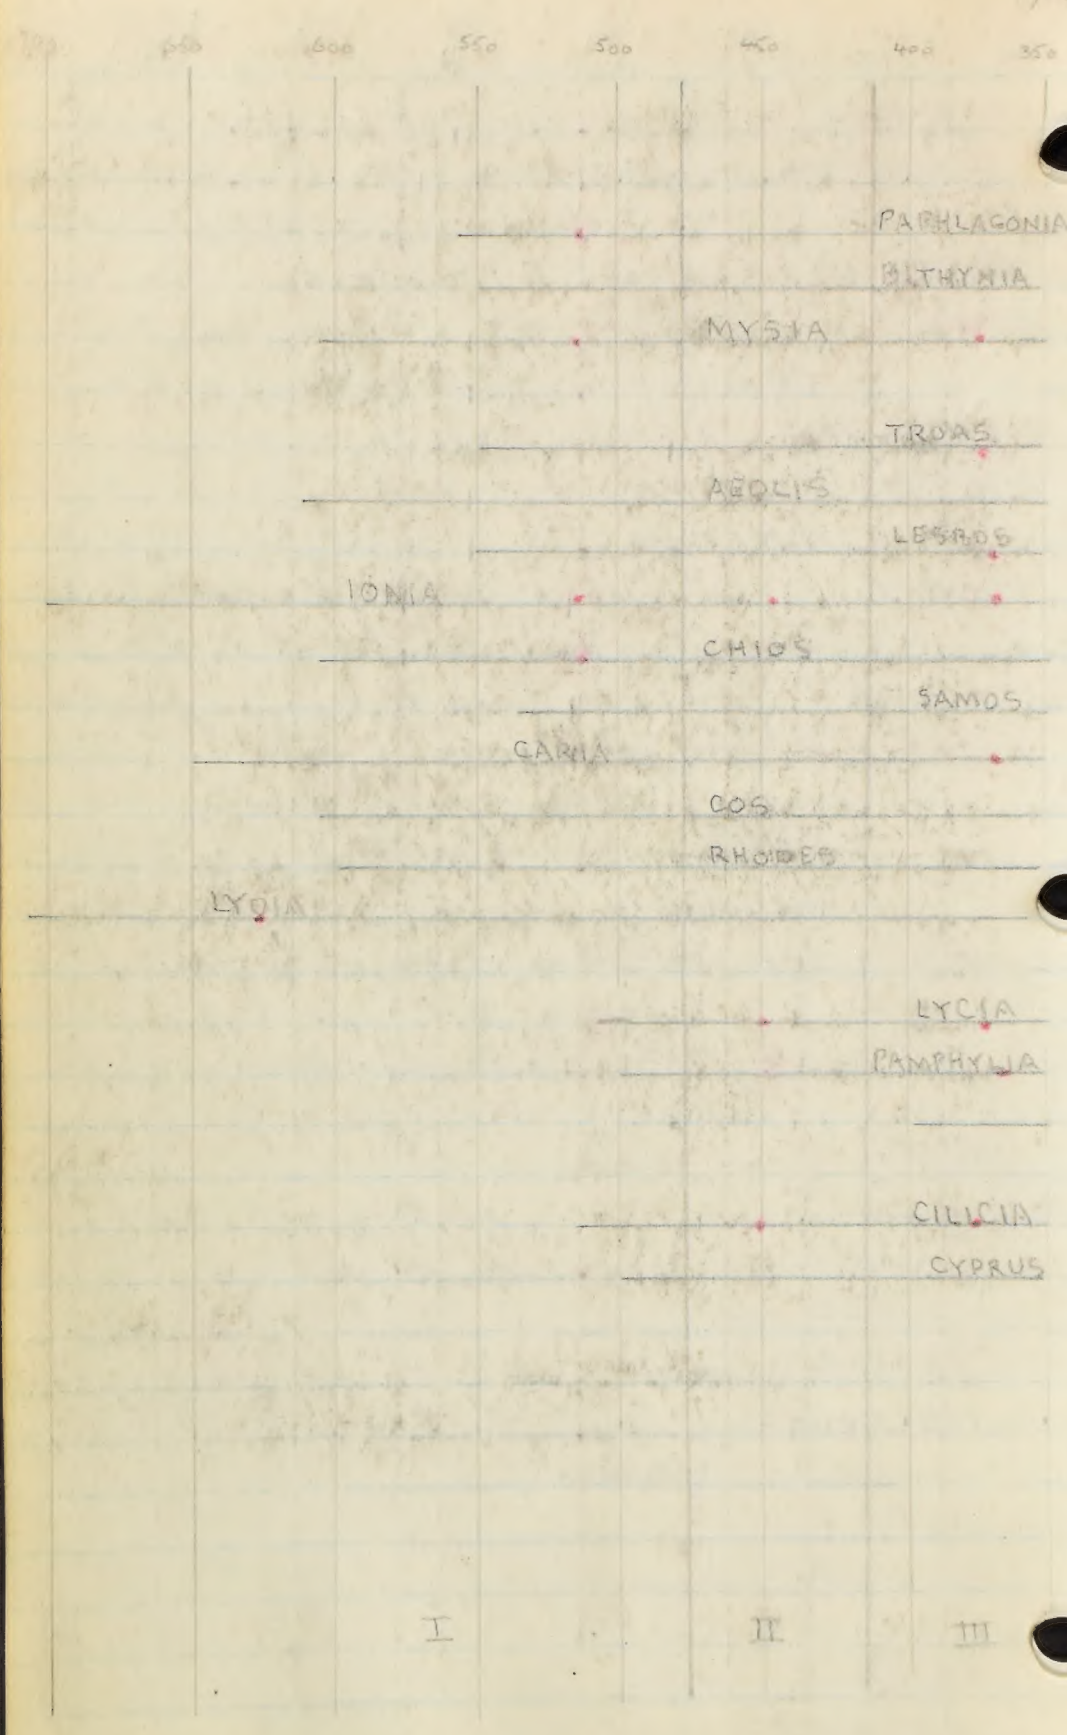 700 650 600 550 500 450 400 350
PAPHLAGONIA
BITHYNIA
MYSIA
TROAS
AEOLIS
LESBOS
IONIA
CHIOS
SAMOS
CARIA
COS
RHODES
LYDIA
LYCIA
PAMPHYLIA
CILICIA
CYPRUS
I II III